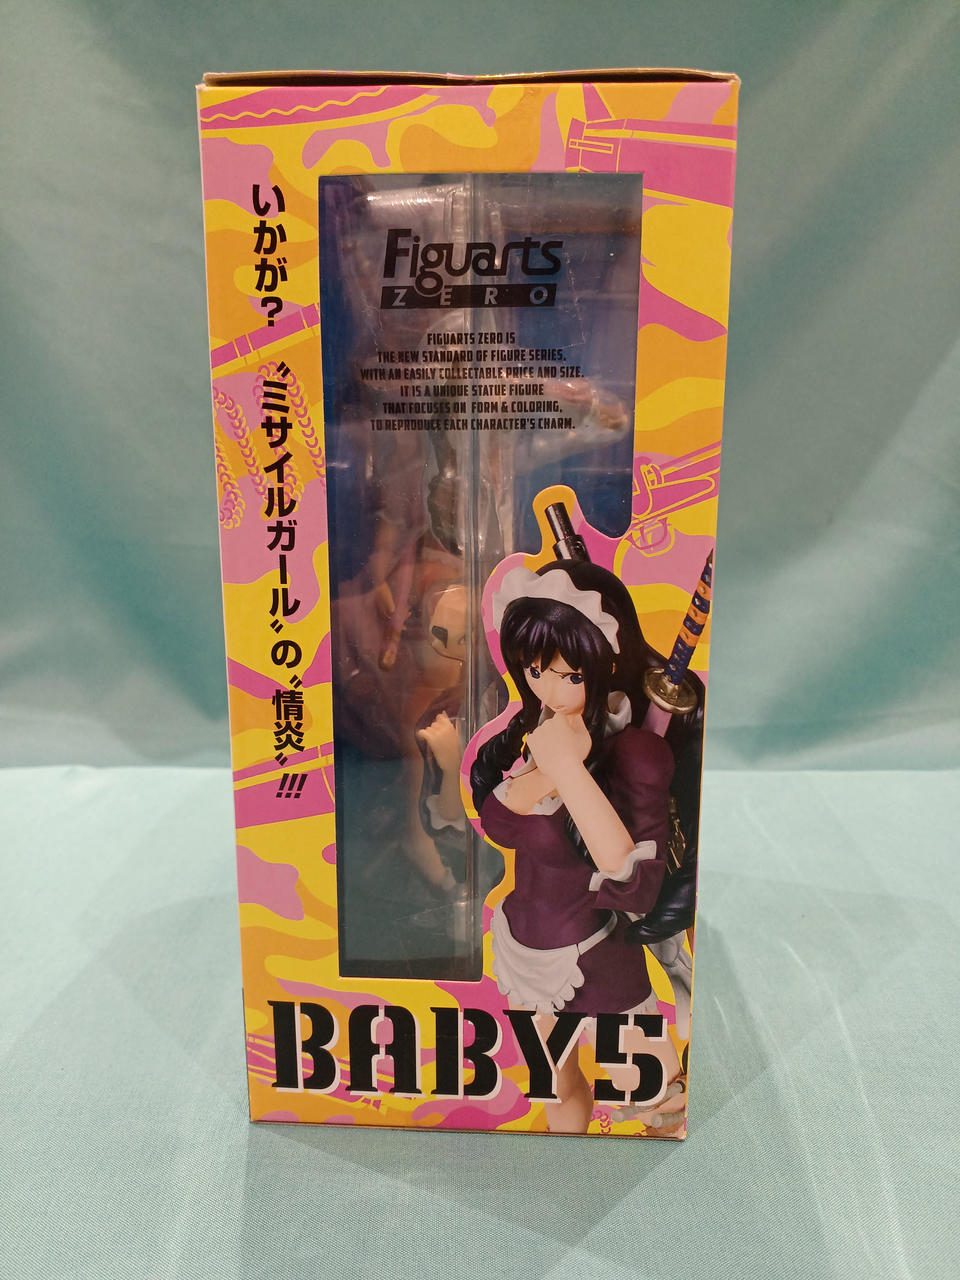 いかが?〝ミサイルガール〟の〝情炎〟!!!
Figuarts
ZERO
FIGUARTS ZERO IS
THE NEW STANDARD OF FIGURE SERIES.
WITH AN EASILY COLLECTABLE PRICE AND SIZE.
IT IS A UNIQUE STATUE FIGURE
THAT FOCUSES ON FORM & COLORING,
TO REPRODUCE EACH CHARACTER'S CHARM.
BABY5